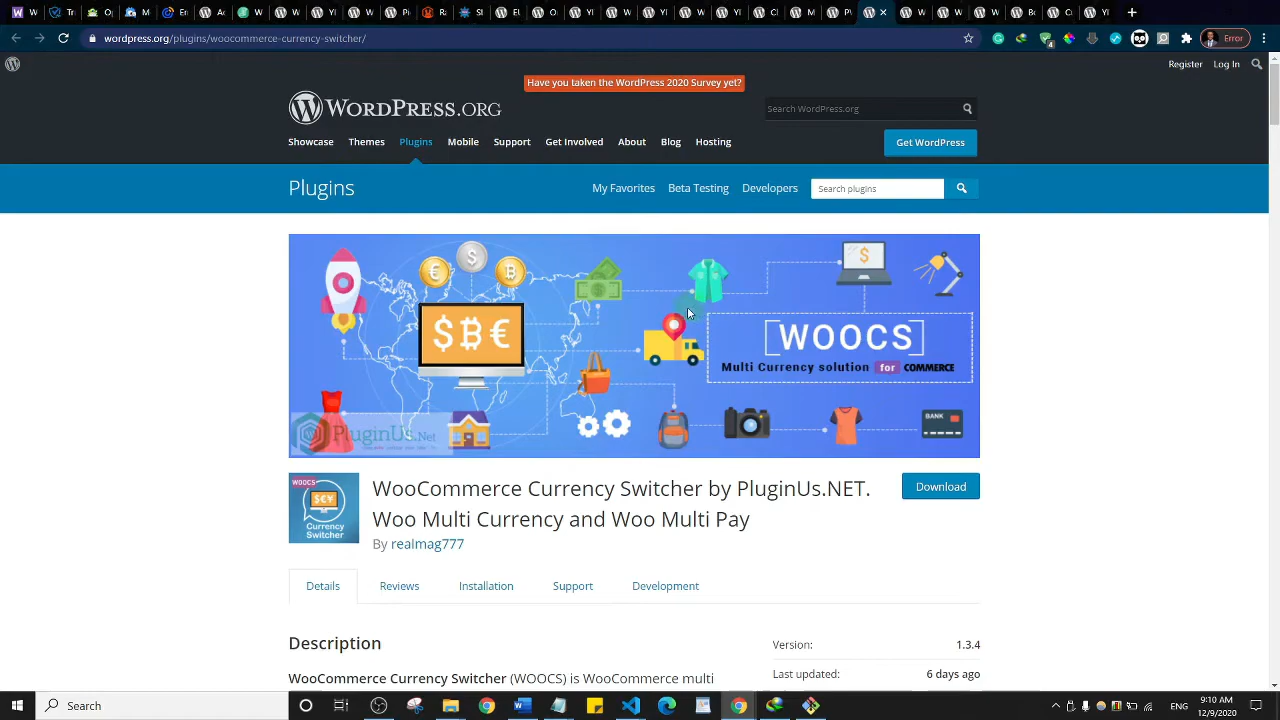 wordpress.org/plugins/woocommerce-currency-switcher/
Error
Register
Log In
Have you taken the WordPress 2020 Survey yet?
WORDPRESS.ORG
Search WordPress.org
Showcase
Themes
Plugins
Mobile
Support
Get Involved
About
Blog
Hosting
Get WordPress
Plugins
My Favorites
Beta Testing
Developers
Search plugins
$ ₿ €
WOOCS
Multi Currency solution for COMMERCE
PluginUs.Net
BANK
WOOCS
Currency
Switcher
WooCommerce Currency Switcher by PluginUs.NET.
Woo Multi Currency and Woo Multi Pay
By realmag777
Download
Details
Reviews
Installation
Support
Development
Description
WooCommerce Currency Switcher (WOOCS) is WooCommerce multi
Version: 1.3.4
Last updated: 6 days ago
Search
ENG
9:10 AM
12/9/2020